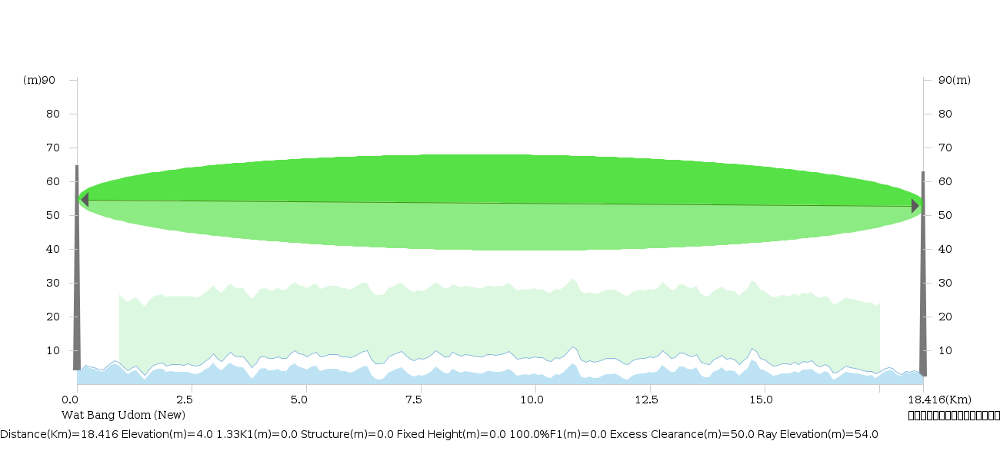 (m)90 90(m)
80 80
70 70
60 60
50 50
40 40
30 30
20 20
10 10
0.0 2.5 5.0 7.5 10.0 12.5 15.0 18.416(Km)
Wat Bang Udom (New)
Distance(Km)=18.416 Elevation(m)=4.0 1.33K1(m)=0.0 Structure(m)=0.0 Fixed Height(m)=0.0 100.0%F1(m)=0.0 Excess Clearance(m)=50.0 Ray Elevation(m)=54.0